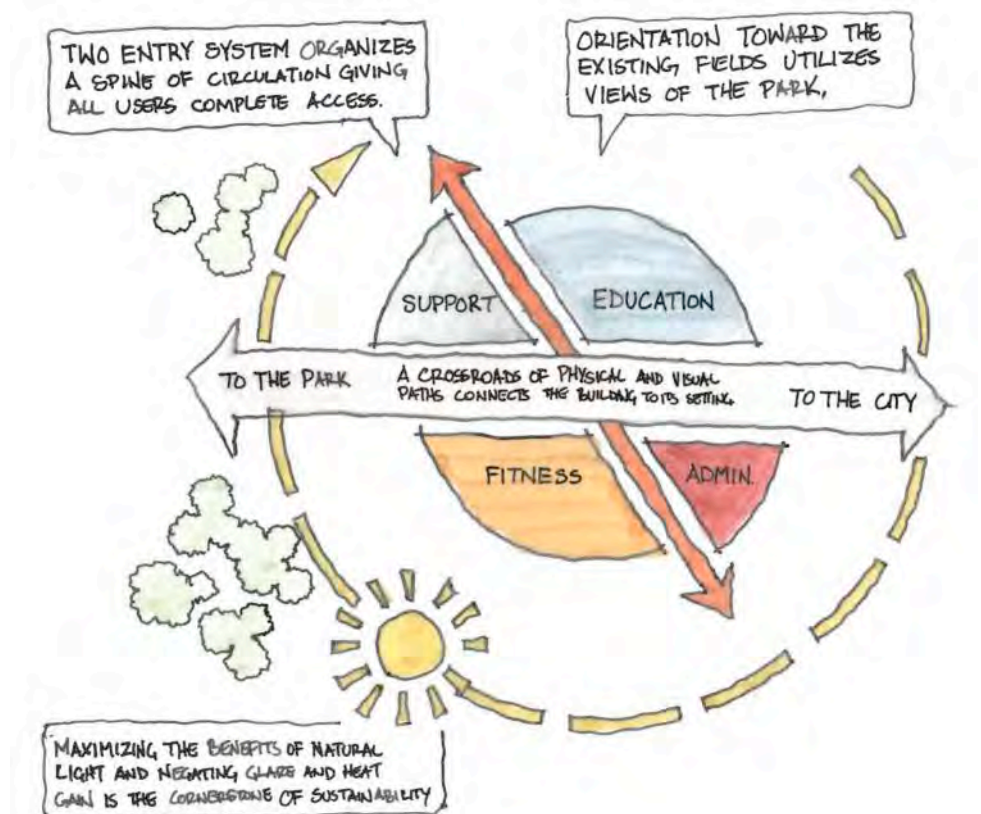 TWO ENTRY SYSTEM ORGANIZES
A SPINE OF CIRCULATION GIVING
ALL USERS COMPLETE ACCESS.
ORIENTATION TOWARD THE
EXISTING FIELDS UTILIZES
VIEWS OF THE PARK,
SUPPORT
EDUCATION
TO THE PARK
A CROSSROADS OF PHYSICAL AND VISUAL
PATHS CONNECTS THE BUILDING TO ITS SETTING
TO THE CITY
FITNESS
ADMIN.
MAXIMIZING THE BENEFITS OF NATURAL
LIGHT AND NEGATING GLARE AND HEAT
GAIN IS THE CORNERSTONE OF SUSTAINABILITY